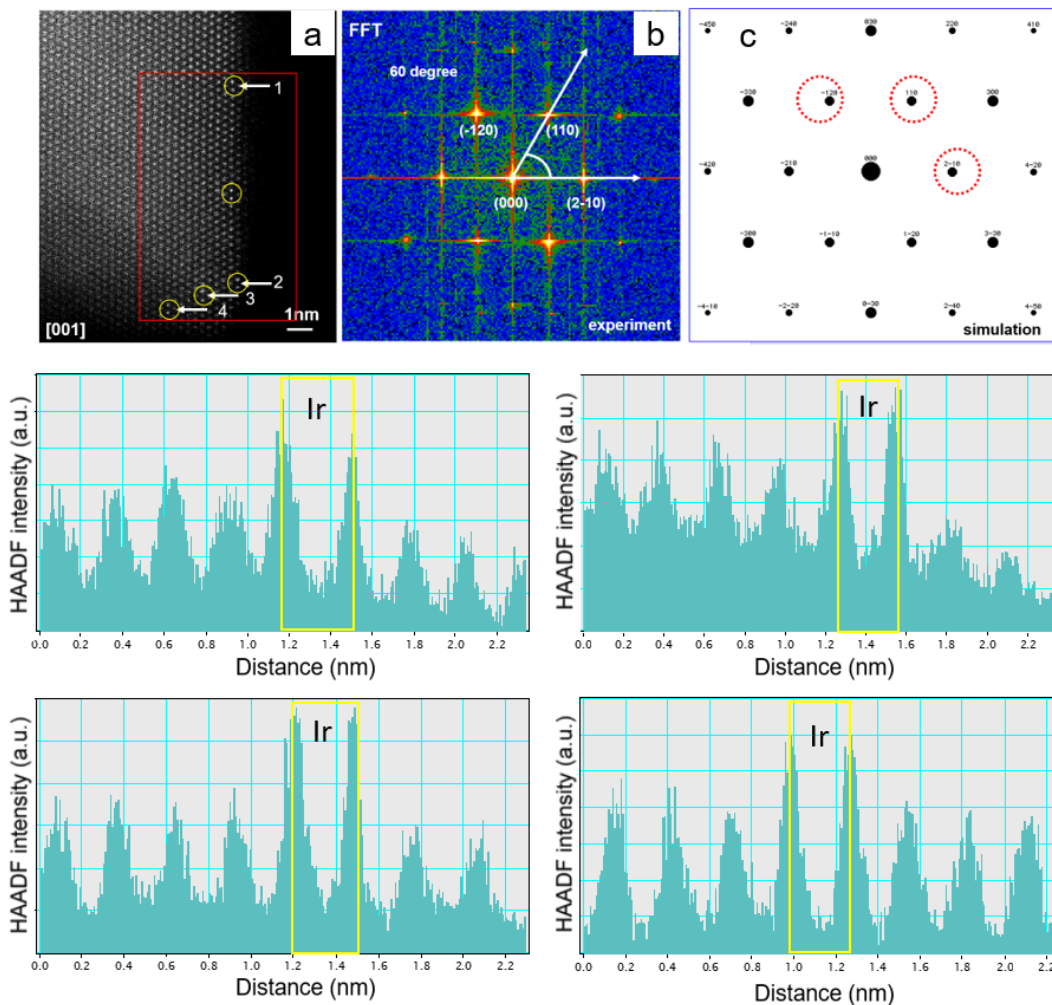 a
1
2
3
4
[001]
1nm
FFT
b
60 degree
(-120)
(110)
(000)
(2-10)
experiment
c
-450 -240 030 220 410
-330 -120 110 300
-420 -210 000 2-10 4-20
-300 -1-10 1-20 3-30
-4-10 -2-20 0-30 2-40 4-50
simulation
HAADF intensity (a.u.)
Ir
0.0 0.2 0.4 0.6 0.8 1.0 1.2 1.4 1.6 1.8 2.0 2.2
Distance (nm)
HAADF intensity (a.u.)
Ir
0.0 0.2 0.4 0.6 0.8 1.0 1.2 1.4 1.6 1.8 2.0 2.2
Distance (nm)
HAADF intensity (a.u.)
Ir
0.0 0.2 0.4 0.6 0.8 1.0 1.2 1.4 1.6 1.8 2.0 2.2
Distance (nm)
HAADF intensity (a.u.)
Ir
0.0 0.2 0.4 0.6 0.8 1.0 1.2 1.4 1.6 1.8 2.0 2.2
Distance (nm)